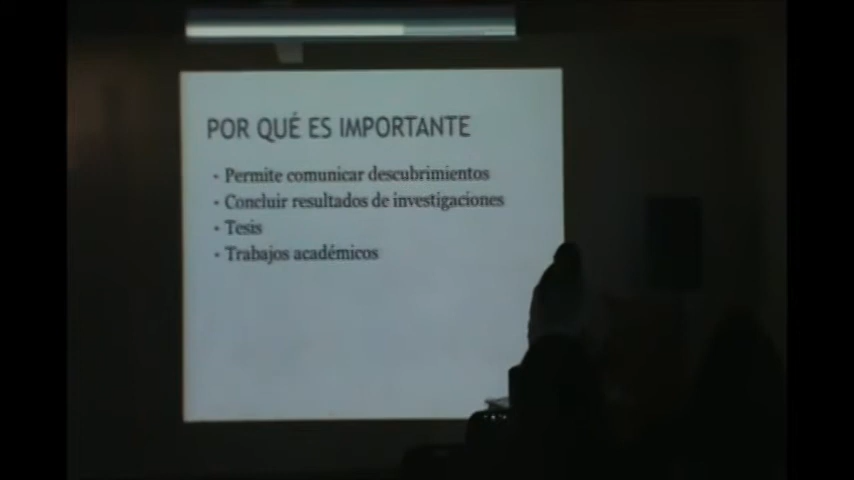 POR QUÉ ES IMPORTANTE
· Permite comunicar descubrimientos
· Concluir resultados de investigaciones
· Tesis
· Trabajos académicos